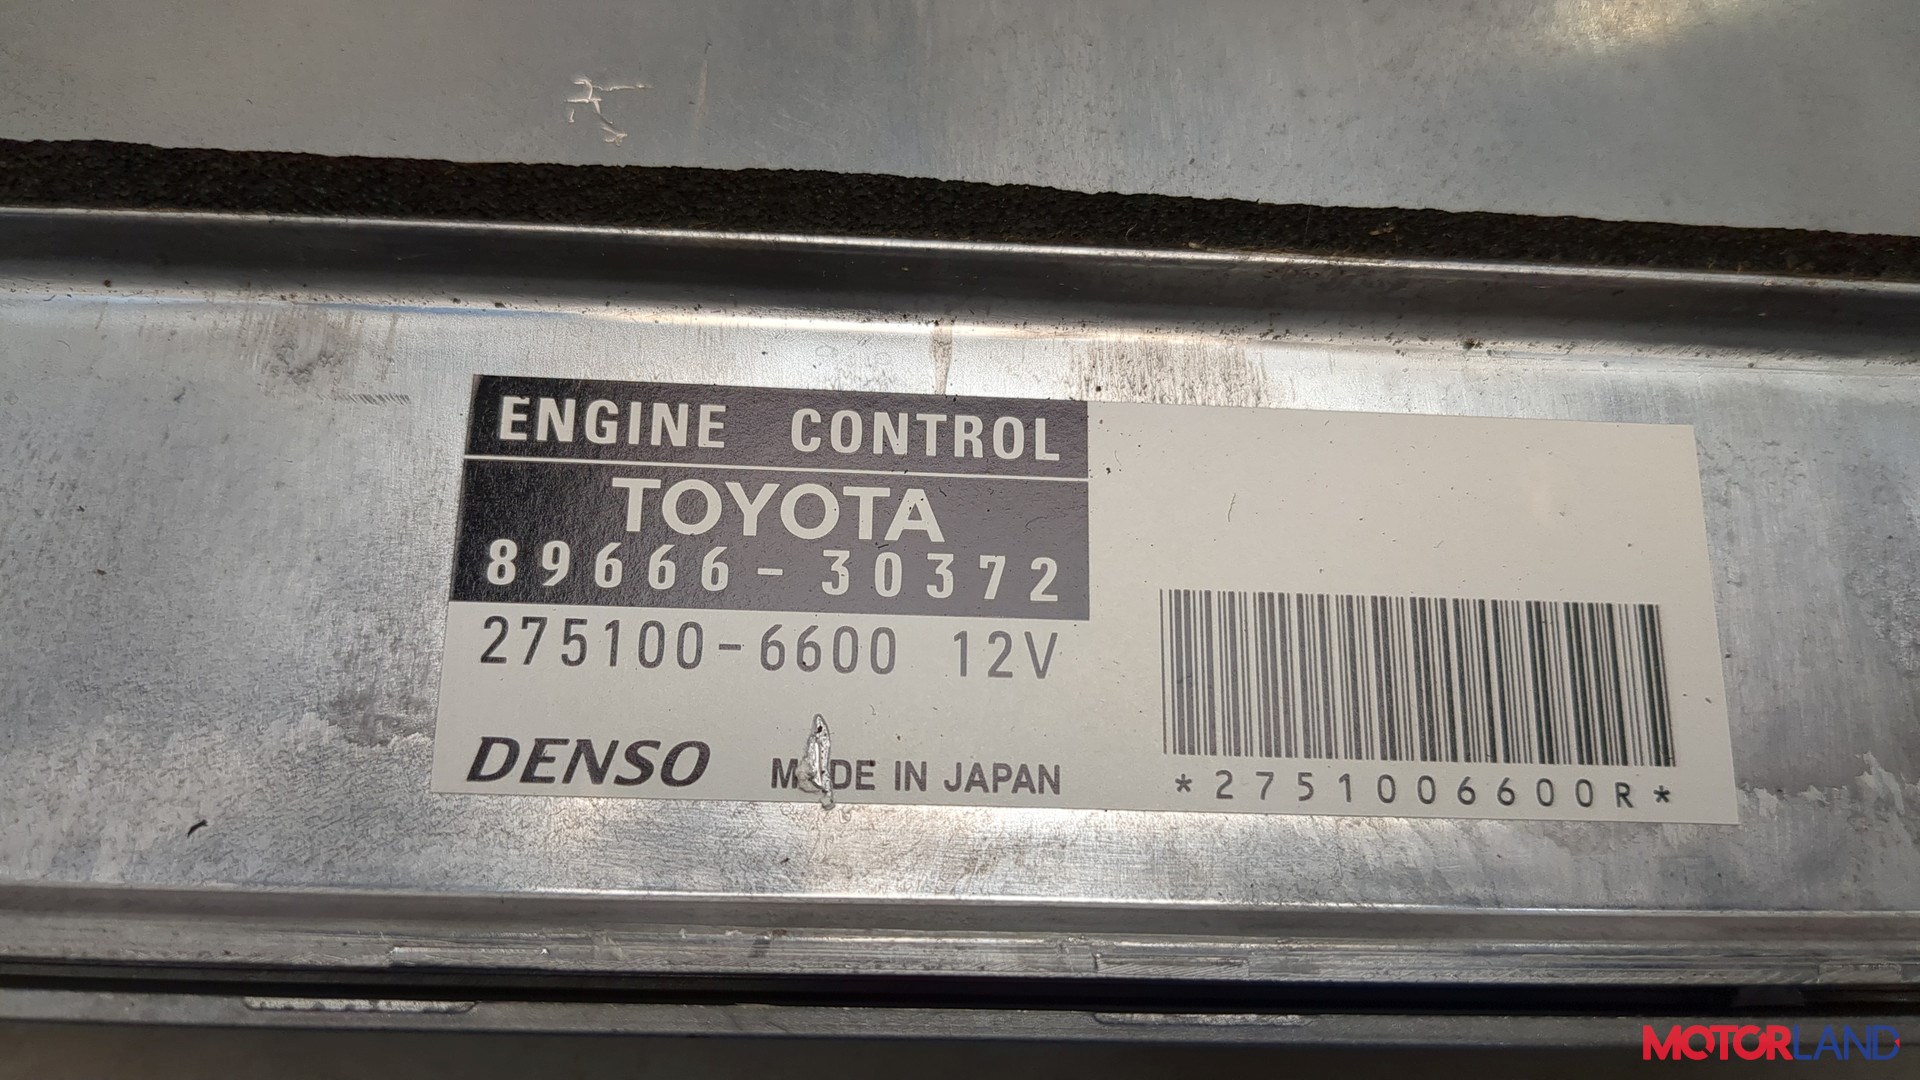 ENGINE CONTROL
TOYOTA
89666-30372
275100-6600 12V
DENSO MADE IN JAPAN
*2751006600R*
MOTORLAND